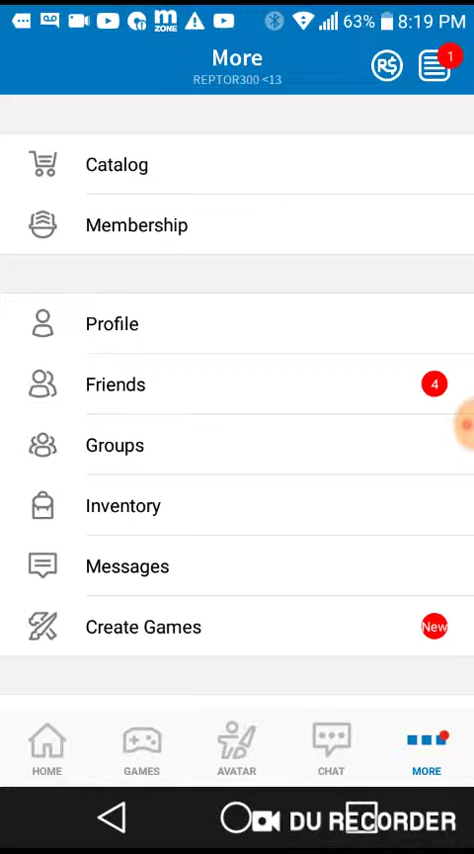 m ZONE 63% 8:19 PM
More
REPTOR300 <13
R$
1
Catalog
Membership
Profile
Friends
4
Groups
Inventory
Messages
Create Games
New
HOME GAMES AVATAR CHAT MORE
DU RECORDER